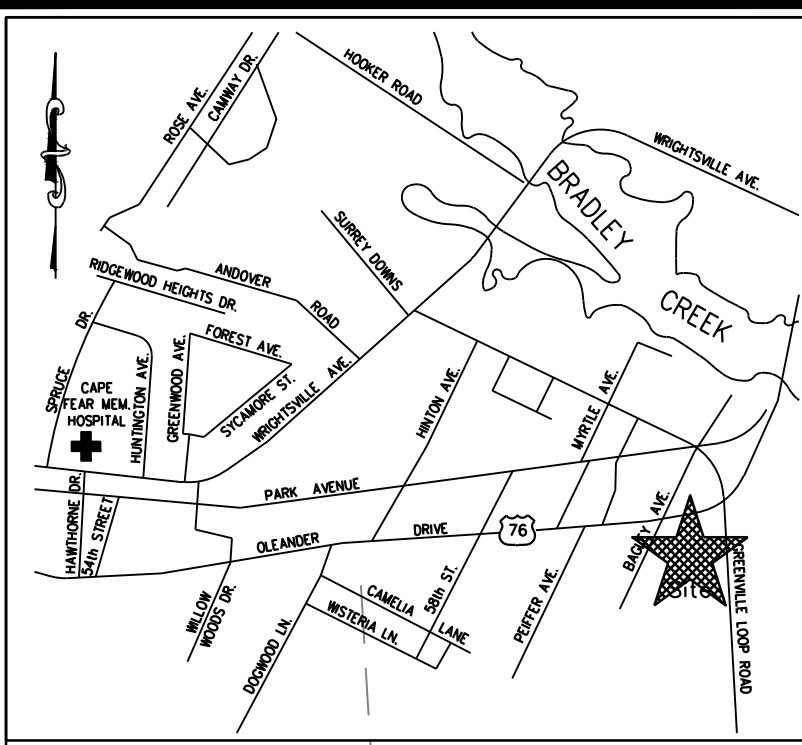 HOOKER ROAD
ROSE AVE.
CAMWAY DR.
WRIGHTSVILLE AVE.
BRADLEY
CREEK
SURREY DOWNS
ANDOVER
ROAD
RIDGEWOOD HEIGHTS DR.
SPRUCE
DR.
FOREST AVE.
CAPE
FEAR MEM.
HOSPITAL
HUNTINGTON AVE.
GREENWOOD AVE.
SYCAMORE ST.
WRIGHTSVILLE AVE.
HINTON AVE.
MYRTLE AVE.
HAWTHORNE DR.
54th STREET
PARK AVENUE
OLEANDER
DRIVE
76
BAGLEY AVE.
Site
GREENVILLE LOOP ROAD
WILLOW
WOODS DR.
DOGWOOD LN.
CAMELIA
LANE
WISTERIA LN.
58th ST.
PEIFFER AVE.